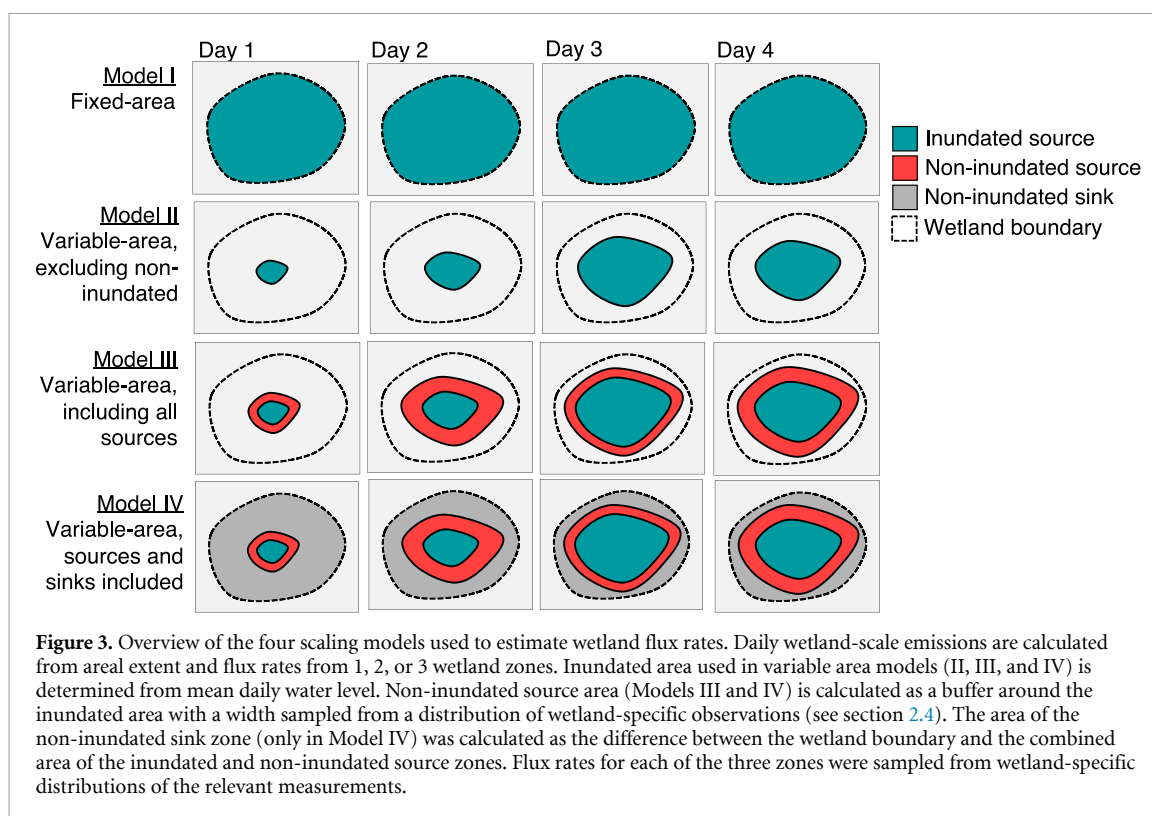 Day 1 Day 2 Day 3 Day 4
Model I
Fixed-area
Inundated source
Non-inundated source
Non-inundated sink
Wetland boundary
Model II
Variable-area,
excluding non-
inundated
Model III
Variable-area,
including all
sources
Model IV
Variable-area,
sources and
sinks included
Figure 3. Overview of the four scaling models used to estimate wetland flux rates. Daily wetland-scale emissions are calculated
from areal extent and flux rates from 1, 2, or 3 wetland zones. Inundated area used in variable area models (II, III, and IV) is
determined from mean daily water level. Non-inundated source area (Models III and IV) is calculated as a buffer around the
inundated area with a width sampled from a distribution of wetland-specific observations (see section 2.4). The area of the
non-inundated sink zone (only in Model IV) was calculated as the difference between the wetland boundary and the combined
area of the inundated and non-inundated source zones. Flux rates for each of the three zones were sampled from wetland-specific
distributions of the relevant measurements.